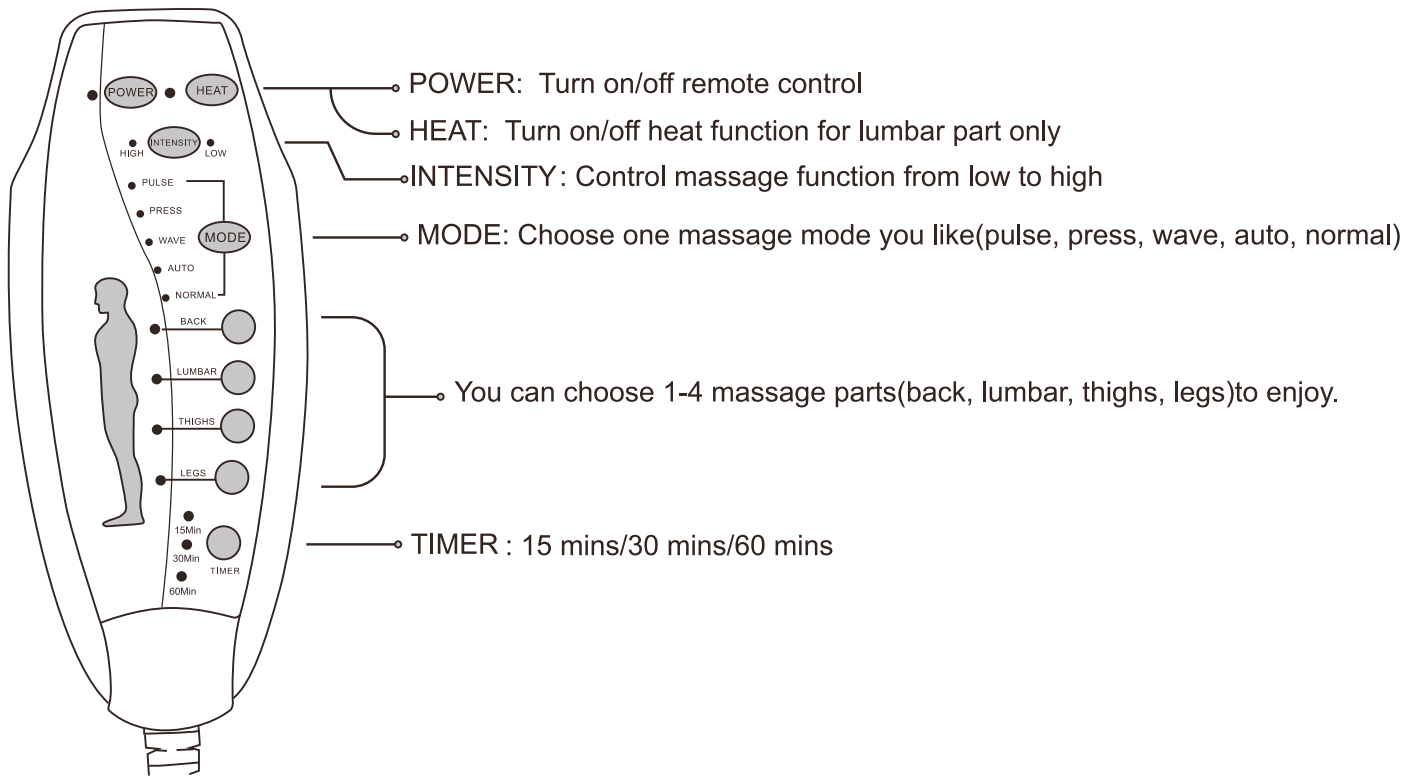 POWER HEAT
POWER: Turn on/off remote control
HEAT: Turn on/off heat function for lumbar part only
HIGH INTENSITY LOW
INTENSITY: Control massage function from low to high
PULSE
PRESS
WAVE
MODE
MODE: Choose one massage mode you like(pulse, press, wave, auto, normal)
AUTO
NORMAL
BACK
LUMBAR
THIGHS
LEGS
You can choose 1-4 massage parts(back, lumbar, thighs, legs)to enjoy.
15Min
30Min
60Min
TIMER
TIMER : 15 mins/30 mins/60 mins